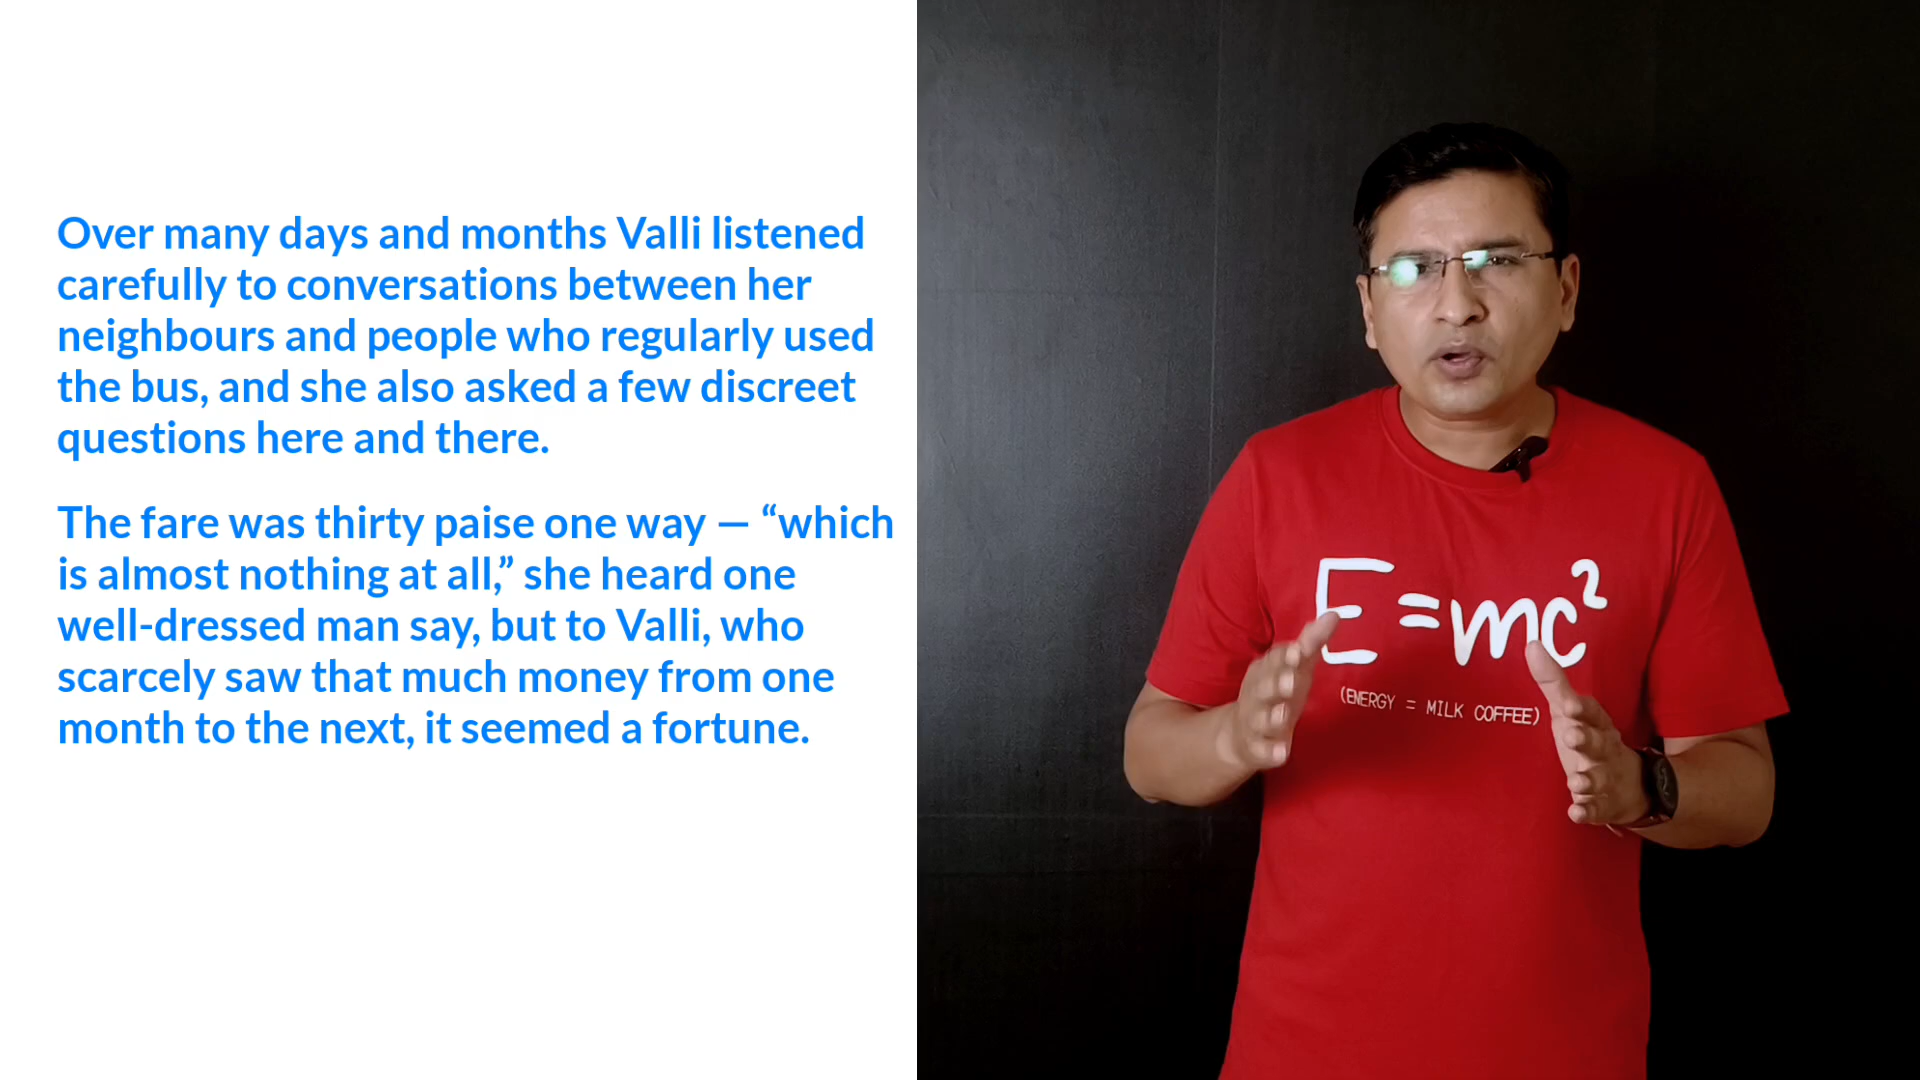 Over many days and months Valli listened
carefully to conversations between her
neighbours and people who regularly used
the bus, and she also asked a few discreet
questions here and there.
The fare was thirty paise one way — “which
is almost nothing at all,” she heard one
well-dressed man say, but to Valli, who
scarcely saw that much money from one
month to the next, it seemed a fortune.
E=mc²
(ENERGY = MILK COFFEE)